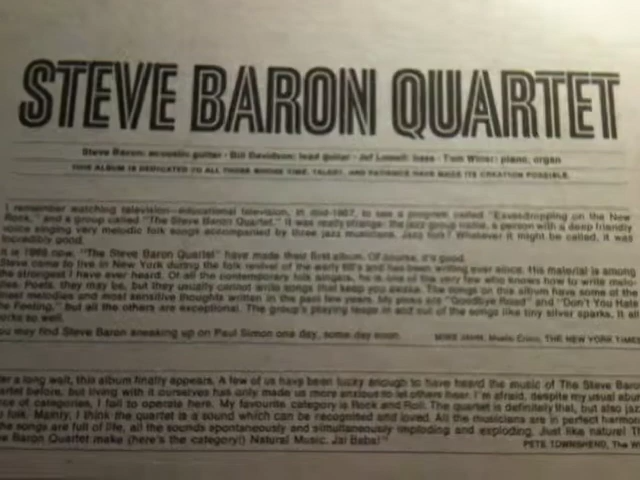 STEVE BARON QUARTET
Steve Baron: acoustic guitar · Bill Davidson: lead guitar · Jef Lowell: bass · Tom Winer: piano, organ
THIS ALBUM IS DEDICATED TO ALL THOSE WHOSE TIME, TALENT, AND PATIENCE HAVE MADE ITS CREATION POSSIBLE.
I remember watching television—educational television, in mid-1967, to see a program called "Eavesdropping on the New
Rock," and a group called "The Steve Baron Quartet." It was really strange: the jazz group name, a person with a deep friendly
voice singing very melodic folk songs accompanied by three jazz musicians. Jazz folk? Whatever it might be called, it was
incredibly good.
It is 1968 now. "The Steve Baron Quartet" have made their first album. Of course, it's good.
Steve came to live in New York during the folk revival of the early 60's and has been writing ever since. His material is among
the strongest I have ever heard. Of all the contemporary folk singers, he is one of the very few who knows how to write
Poets, they may be, but they usually cannot write songs that keep you awake. The songs on this album have some of the
melodies and most sensitive thoughts written in the past few years. My press on "Goodbye Road" and "Don't You Hate
the Feeling," but all the others are exceptional. The group's playing leaps in and out of the songs like tiny silver sparks. It all
works so well.
You may find Steve Baron sneaking up on Paul Simon one day, some day soon. MIKE JAHN, Music Critic, THE NEW YORK TIMES
a long wait, this album finally appears. A few of us have been lucky enough to have heard the music of The Steve Baron
before, but living with it ourselves has only made us more anxious to let others hear. I'm afraid, despite my usual
of categories, I fail to operate here. My favourite category is Rock and Roll. The quartet is definitely that, but also jazz
folk. Mainly, I think the quartet is a sound which can be recognised and loved. All the musicians are in perfect
the songs are full of life, all the sounds spontaneously and simultaneously imploding and exploding. Just like nature!
Baron Quartet make (here's the category!) Natural Music. Jai Baba!"
PETE TOWNSHEND, The